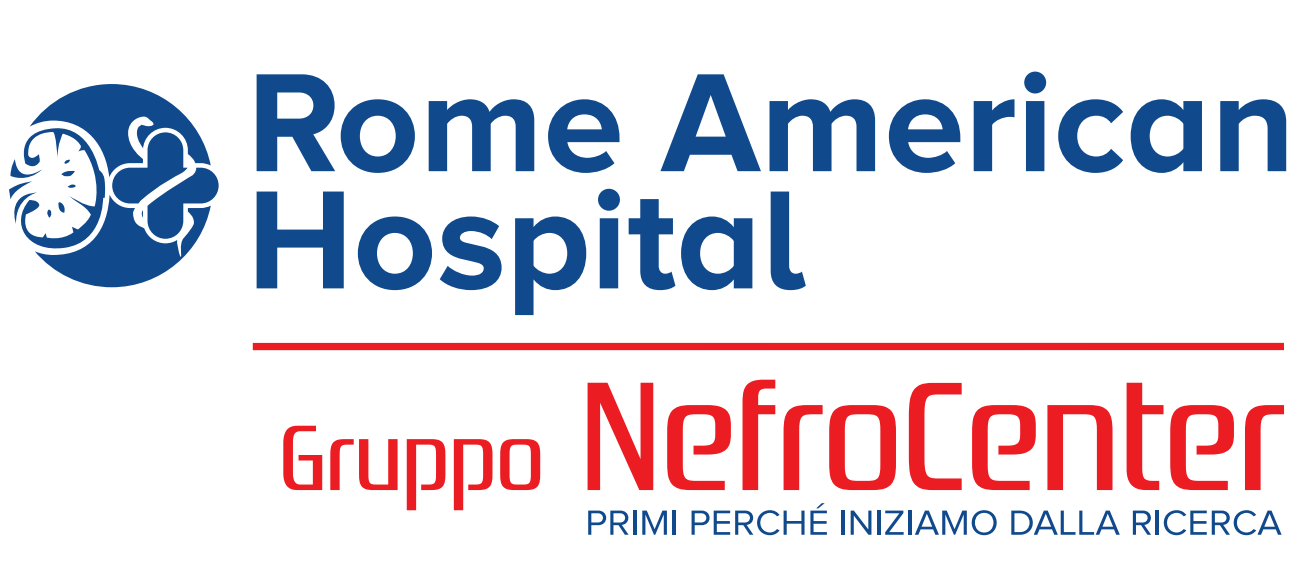 Rome American
Hospital
Gruppo NefroCenter
PRIMI PERCHÉ INIZIAMO DALLA RICERCA